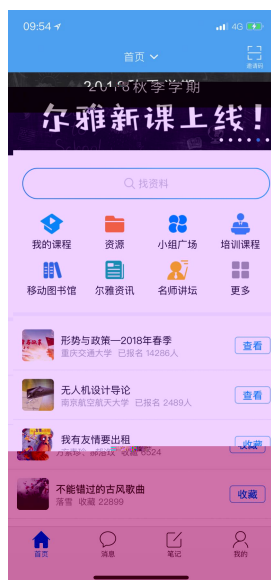 09:54 4G
首页
邀请码
2018秋季学期
尔雅新课上线！
找资料
我的课程 资源 小组广场 培训课程
移动图书馆 尔雅资讯 名师讲坛 更多
形势与政策—2018年春季
重庆交通大学 已报名 14286人
查看
无人机设计导论
南京航空航天大学 已报名 2489人
查看
我有友情要出租
收藏 6524
收藏
不能错过的古风歌曲
落雪 收藏 22899
收藏
首页 消息 笔记 我的